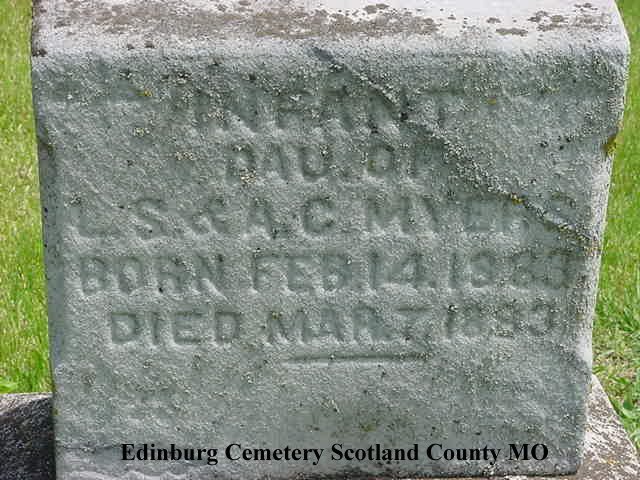 INFANT
DAU. OF
L. S. & A. C. MYERS
BORN FEB. 14. 1893
DIED MAR. 7. 1893
Edinburg Cemetery Scotland County MO